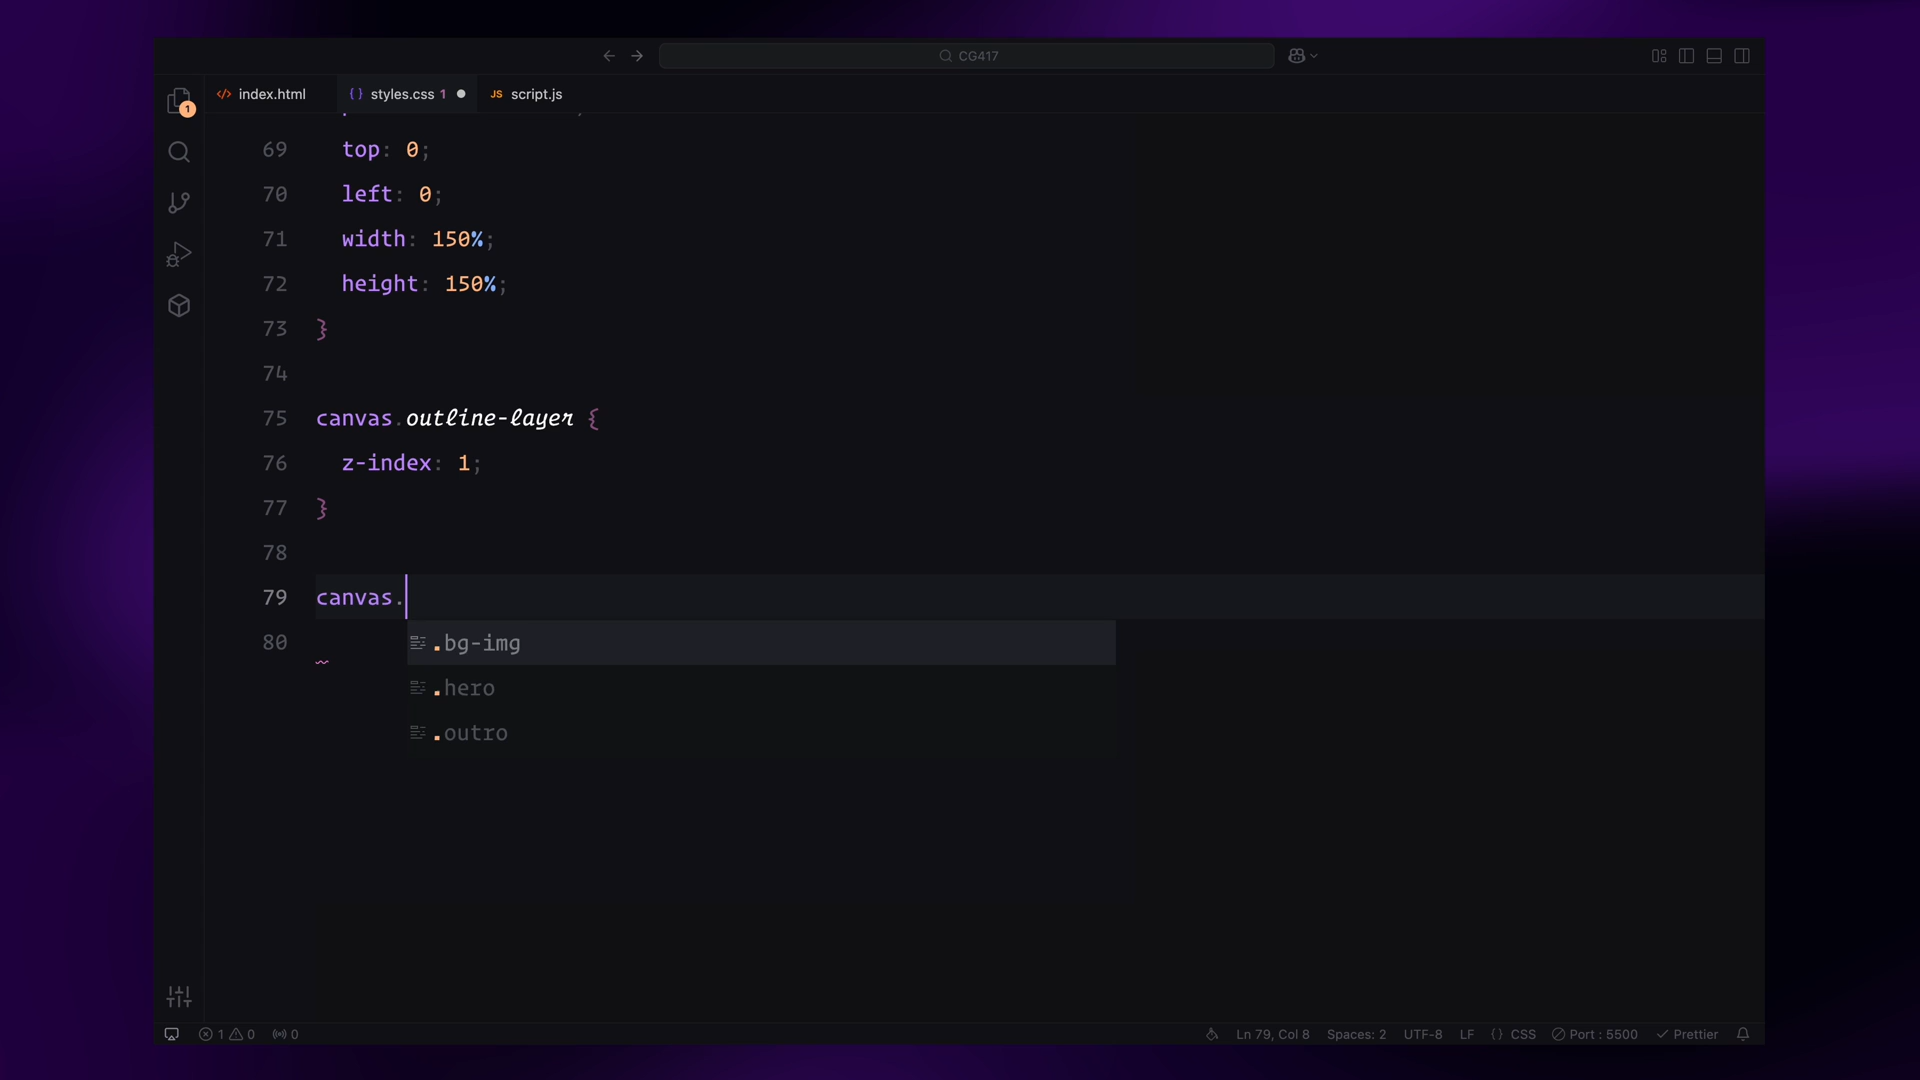 CG417
index.html
{ } styles.css 1
JS script.js
69 top: 0;
70 left: 0;
71 width: 150%;
72 height: 150%;
73 }
74
75 canvas.outline-layer {
76 z-index: 1;
77 }
78
79 canvas.
80
.bg-img
.hero
.outro
1
1 0 0
Ln 79, Col 8 Spaces: 2 UTF-8 LF { } CSS Port : 5500 Prettier